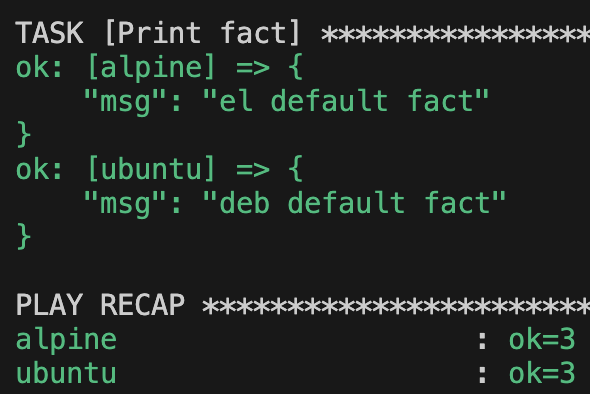 TASK [Print fact] ****************
ok: [alpine] => {
    "msg": "el default fact"
}
ok: [ubuntu] => {
    "msg": "deb default fact"
}
PLAY RECAP ***********************
alpine                     : ok=3
ubuntu                     : ok=3